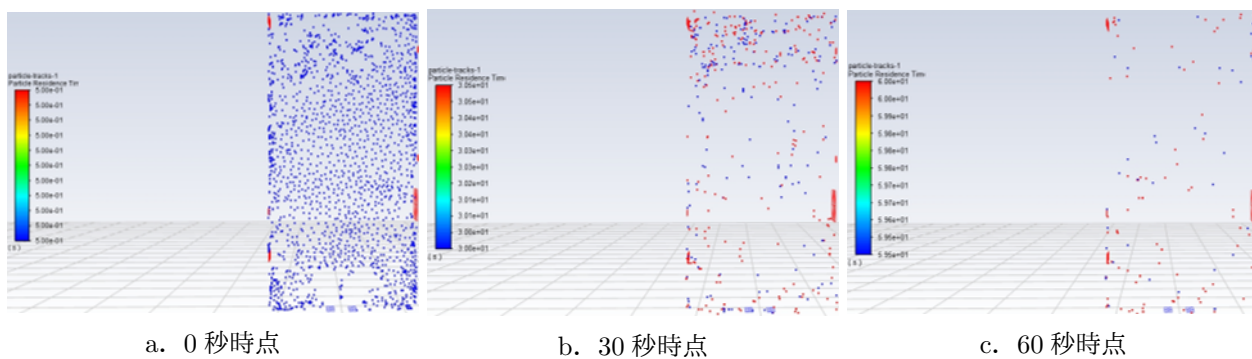 particle-tracks-1
Particle Residence Tim
5.00e-01
5.00e-01
5.00e-01
5.00e-01
5.00e-01
5.00e-01
5.00e-01
5.00e-01
5.00e-01
5.00e-01
5.00e-01
( s )
particle-tracks-1
Particle Residence Time
3.05e+01
3.05e+01
3.04e+01
3.04e+01
3.03e+01
3.02e+01
3.02e+01
3.01e+01
3.01e+01
3.00e+01
3.00e+01
( s )
particle-tracks-1
Particle Residence Time
6.00e+01
6.00e+01
5.99e+01
5.98e+01
5.98e+01
5.97e+01
5.97e+01
5.96e+01
5.95e+01
5.95e+01
( s )
a. 0 秒時点
b. 30 秒時点
c. 60 秒時点